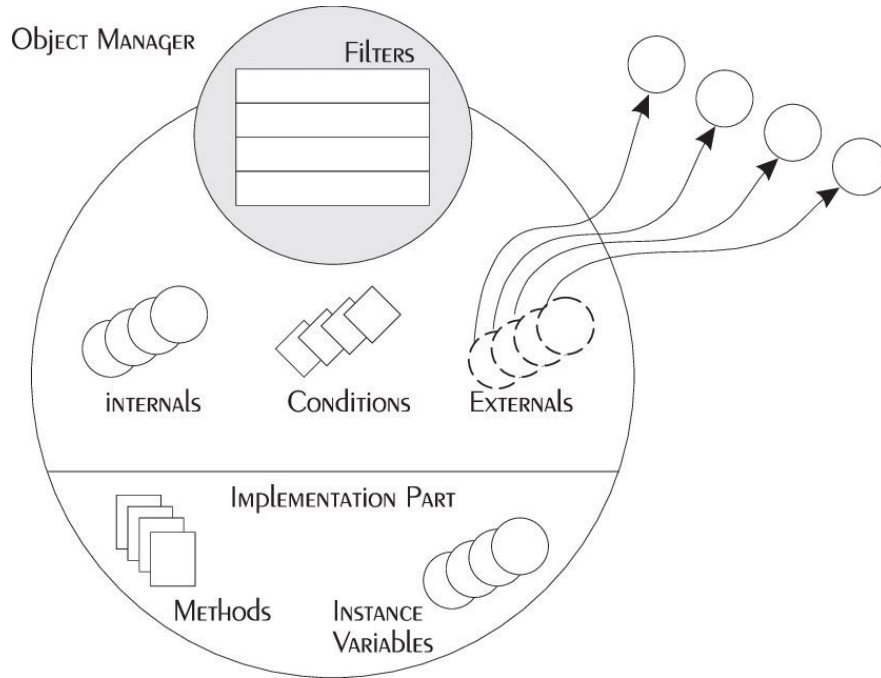 Object Manager
Filters
internals
Conditions
Externals
Implementation Part
Methods
Instance
Variables